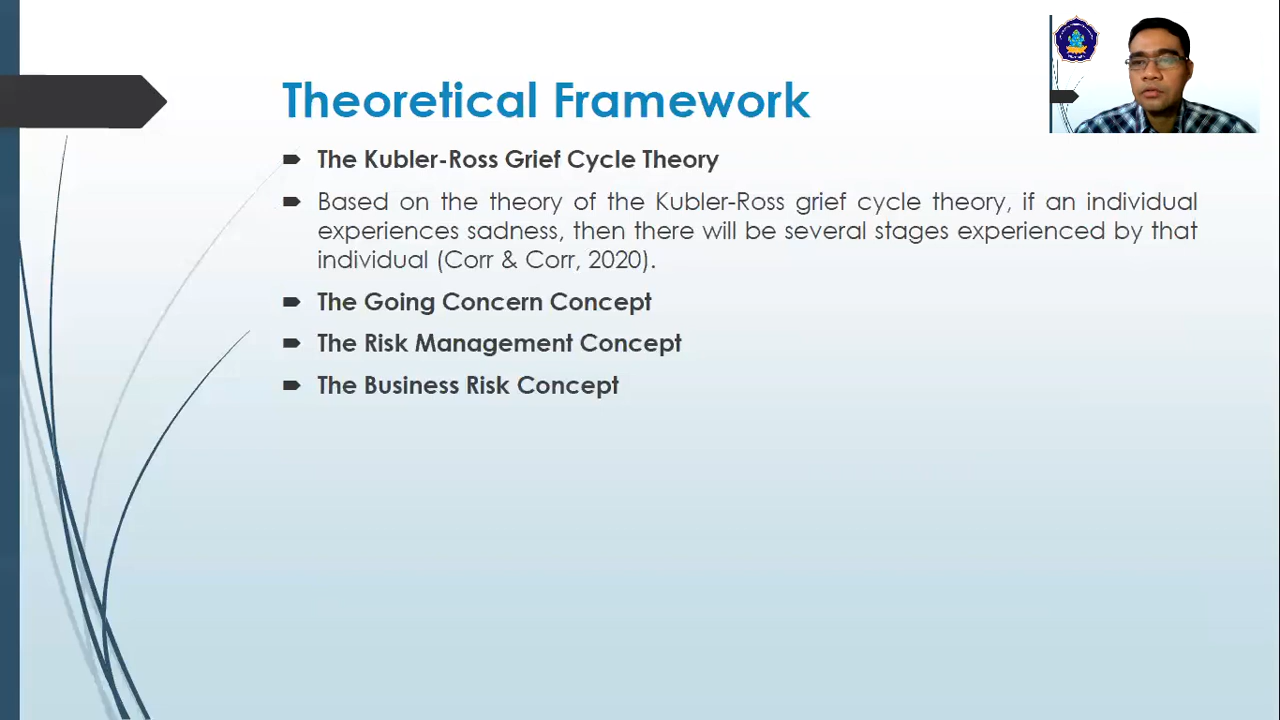 Theoretical Framework
The Kubler-Ross Grief Cycle Theory
Based on the theory of the Kubler-Ross grief cycle theory, if an individual
experiences sadness, then there will be several stages experienced by that
individual (Corr & Corr, 2020).
The Going Concern Concept
The Risk Management Concept
The Business Risk Concept